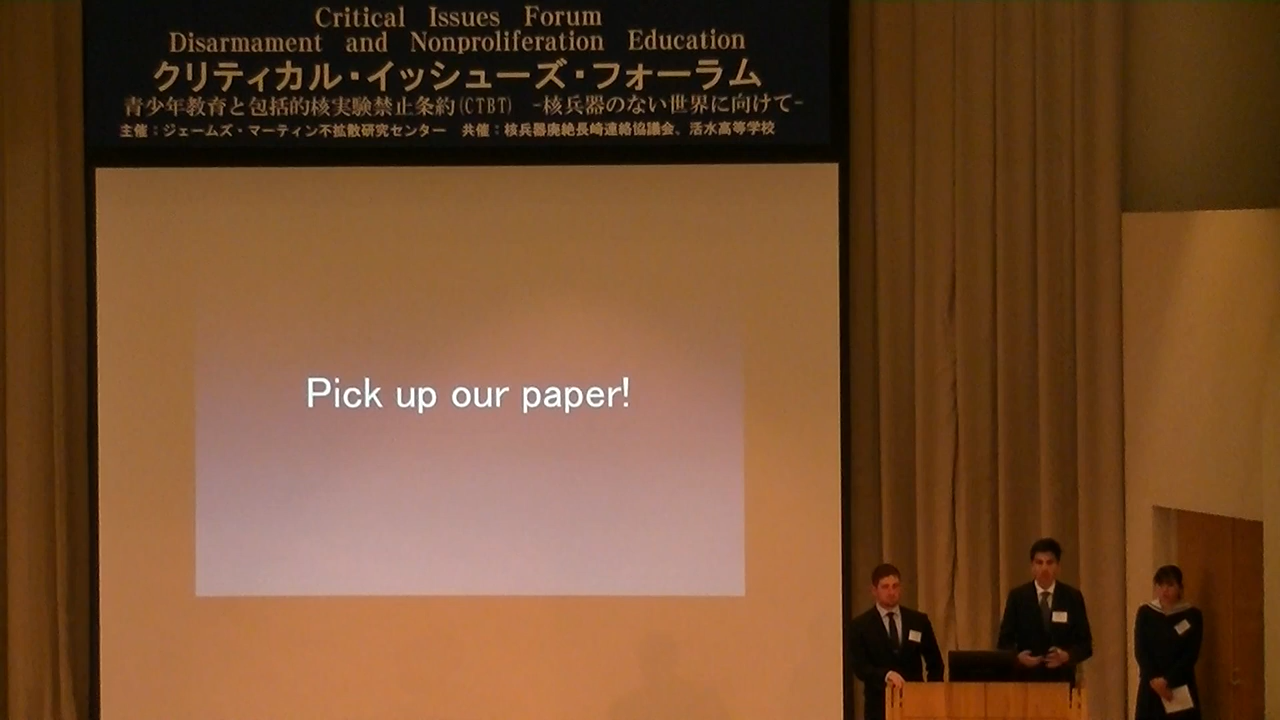 Critical Issues Forum
Disarmament and Nonproliferation Education
クリティカル・イッシューズ・フォーラム
青少年教育と包括的核実験禁止条約(CTBT) -核兵器のない世界に向けて-
主催：ジェームズ・マーティン不拡散研究センター 共催：核兵器廃絶長崎連絡協議会、活水高等学校
Pick up our paper!